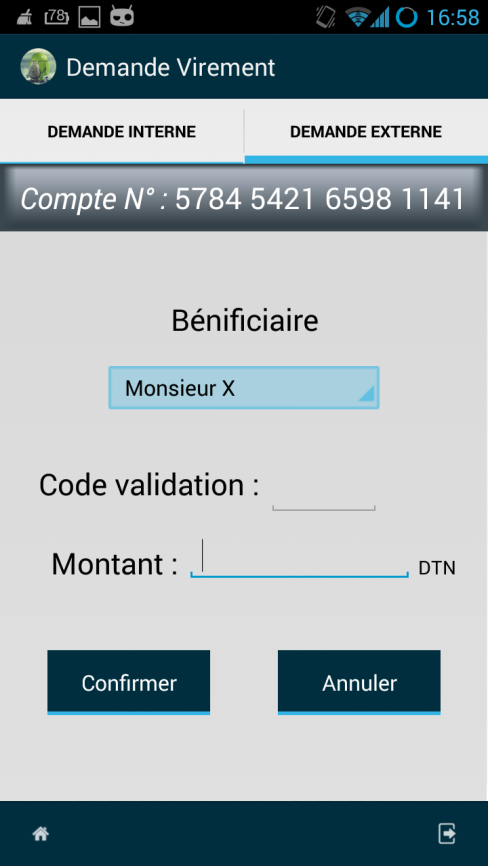 78 16:58
Demande Virement
DEMANDE INTERNE DEMANDE EXTERNE
Compte N° : 5784 5421 6598 1141
Bénificiaire
Monsieur X
Code validation :
Montant : DTN
Confirmer Annuler